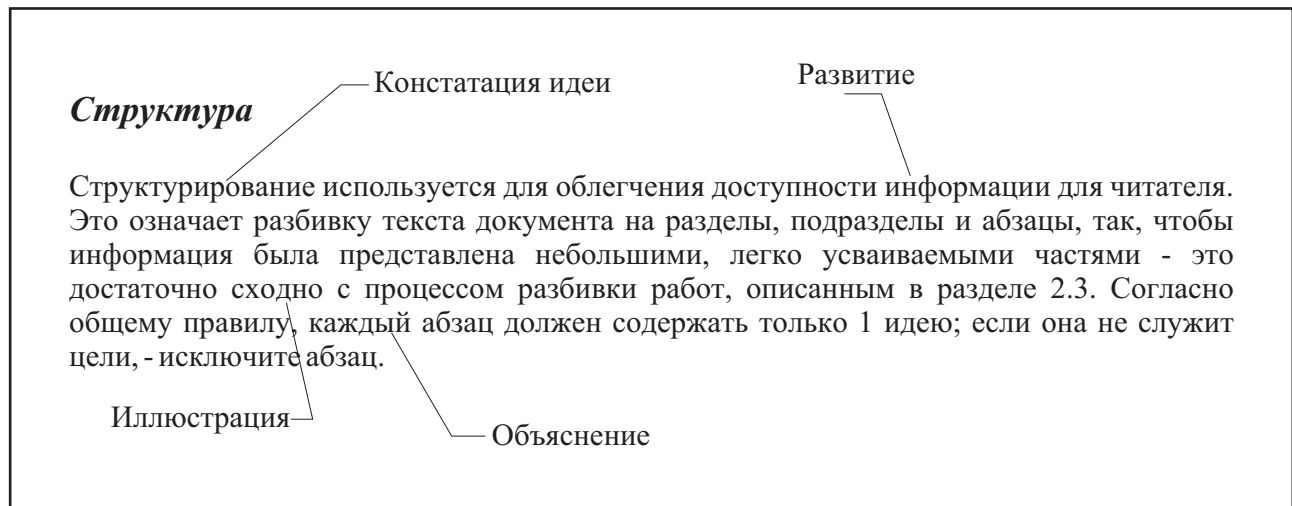 Констатация идеи
Развитие
Структура
Структурирование используется для облегчения доступности информации для читателя.
Это означает разбивку текста документа на разделы, подразделы и абзацы, так, чтобы
информация была представлена небольшими, легко усваиваемыми частями - это
достаточно сходно с процессом разбивки работ, описанным в разделе 2.3. Согласно
общему правилу, каждый абзац должен содержать только 1 идею; если она не служит
цели, - исключите абзац.
Иллюстрация
Объяснение